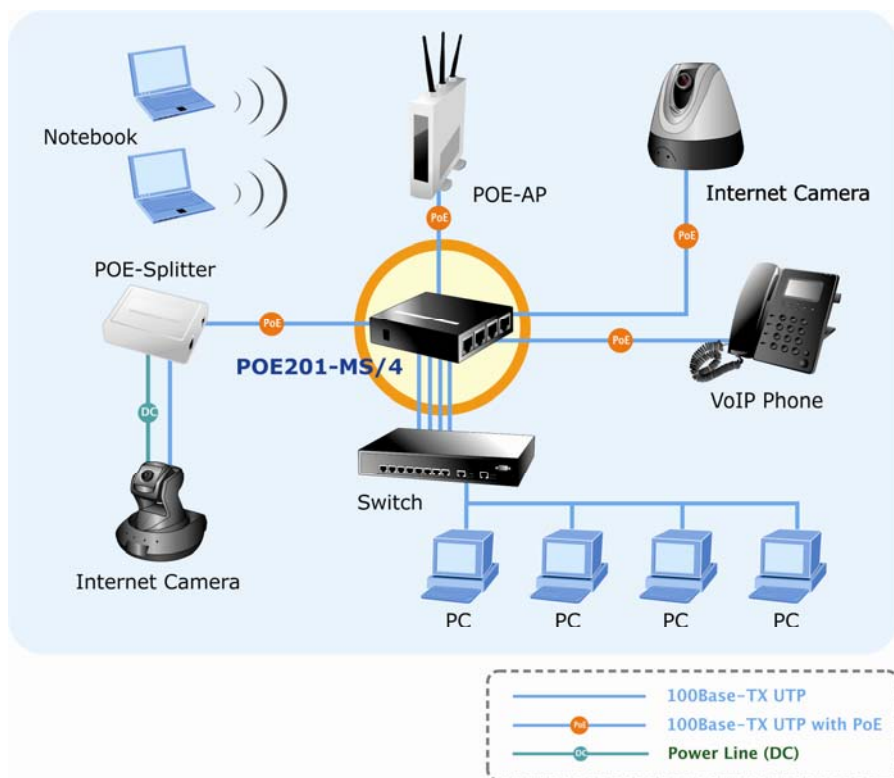 Notebook
POE-AP
Internet Camera
PoE
PoE
POE-Splitter
PoE
PoE
POE201-MS/4
VoIP Phone
DC
Switch
Internet Camera
PC
PC
PC
PC
100Base-TX UTP
PoE
100Base-TX UTP with PoE
DC
Power Line (DC)